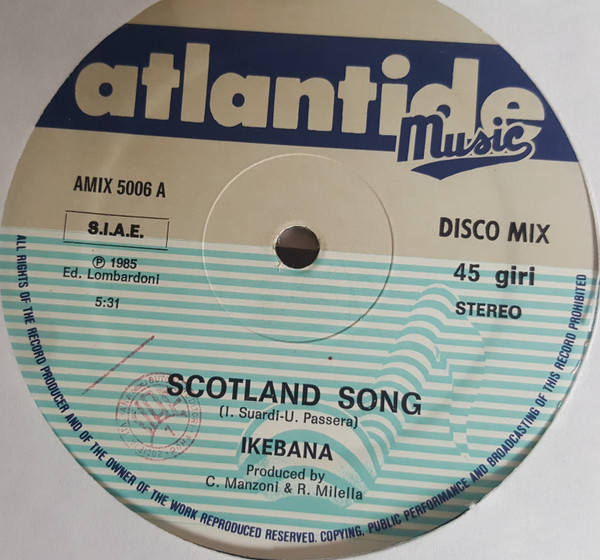 atlantide
Music
AMIX 5006 A
S.I.A.E.
℗ 1985
Ed. Lombardoni
5:31
DISCO MIX
45 giri
STEREO
SCOTLAND SONG
(I. Suardi-U. Passera)
IKEBANA
Produced by
C. Manzoni & R. Milella
ALL RIGHTS OF THE RECORD PRODUCER AND OF THE OWNER OF THE WORK REPRODUCED RESERVED. COPYING, PUBLIC PERFORMANCE AND BROADCASTING OF THIS RECORD PROHIBITED